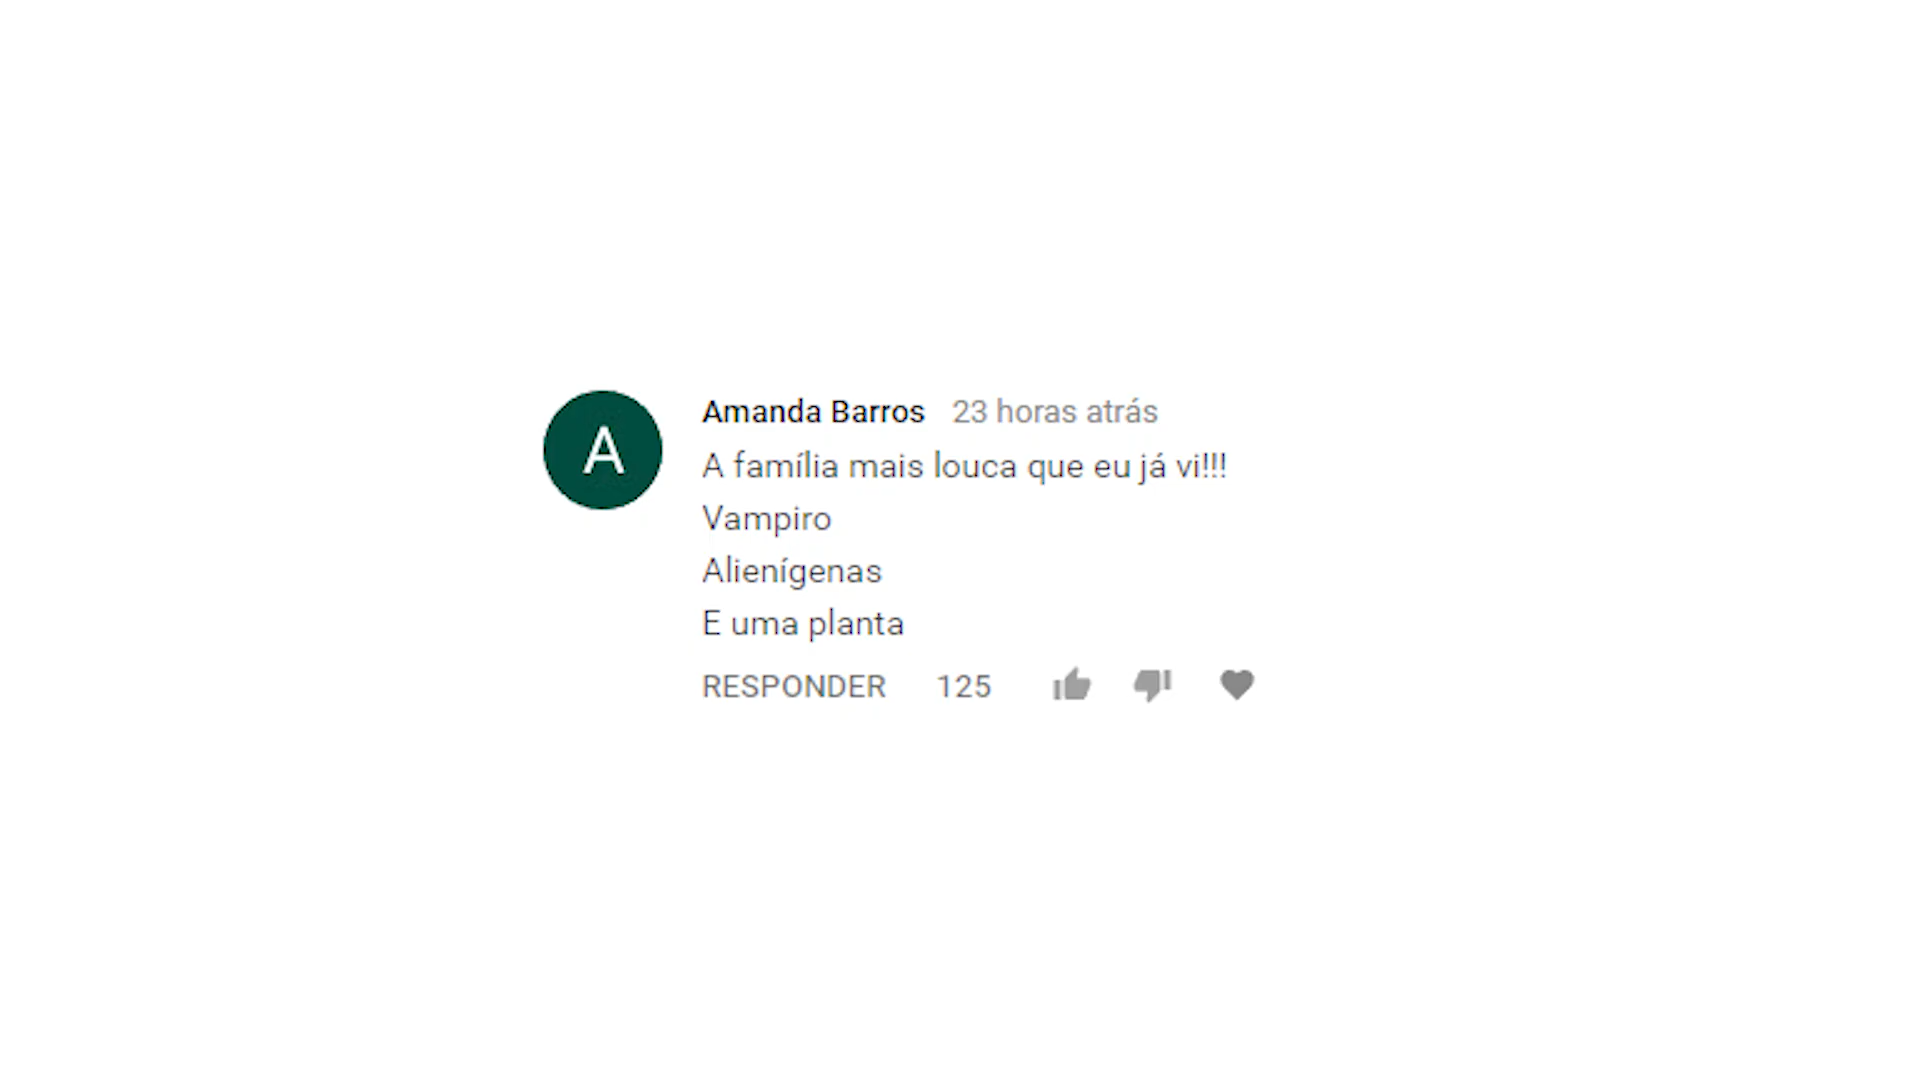 A
Amanda Barros 23 horas atrás
A família mais louca que eu já vi!!!
Vampiro
Alienígenas
E uma planta
RESPONDER 125